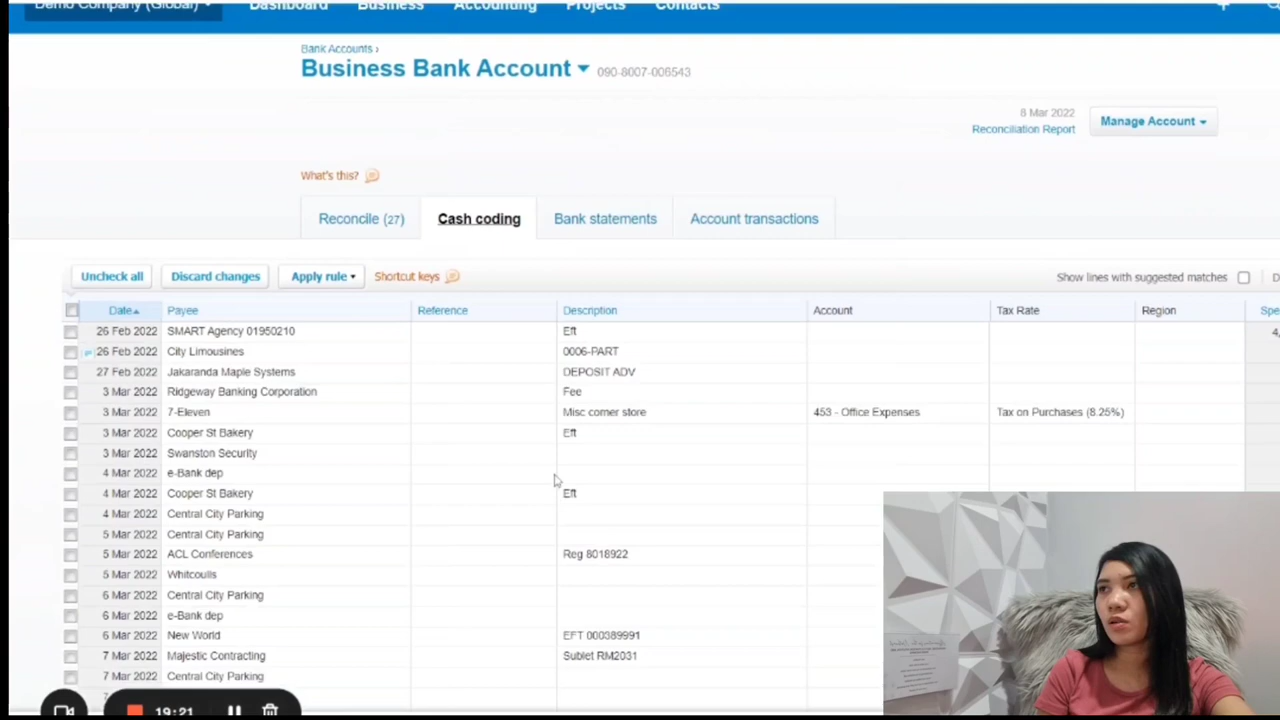 Demo Company (Global) Dashboard Business Accounting Projects Contacts
Bank Accounts ›
Business Bank Account 090-8007-006543
8 Mar 2022
Reconciliation Report
Manage Account
What's this?
Reconcile (27) Cash coding Bank statements Account transactions
Uncheck all Discard changes Apply rule Shortcut keys Show lines with suggested matches
Date Payee Reference Description Account Tax Rate Region
26 Feb 2022 SMART Agency 01950210 Eft 4,
26 Feb 2022 City Limousines 0006-PART
27 Feb 2022 Jakaranda Maple Systems DEPOSIT ADV
3 Mar 2022 Ridgeway Banking Corporation Fee
3 Mar 2022 7-Eleven Misc corner store 453 - Office Expenses Tax on Purchases (8.25%)
3 Mar 2022 Cooper St Bakery Eft
3 Mar 2022 Swanston Security
4 Mar 2022 e-Bank dep
4 Mar 2022 Cooper St Bakery Eft
4 Mar 2022 Central City Parking
5 Mar 2022 Central City Parking
5 Mar 2022 ACL Conferences Reg 8018922
5 Mar 2022 Whitcoulls
6 Mar 2022 Central City Parking
6 Mar 2022 e-Bank dep
6 Mar 2022 New World EFT 000389991
7 Mar 2022 Majestic Contracting Sublet RM2031
7 Mar 2022 Central City Parking
19:21